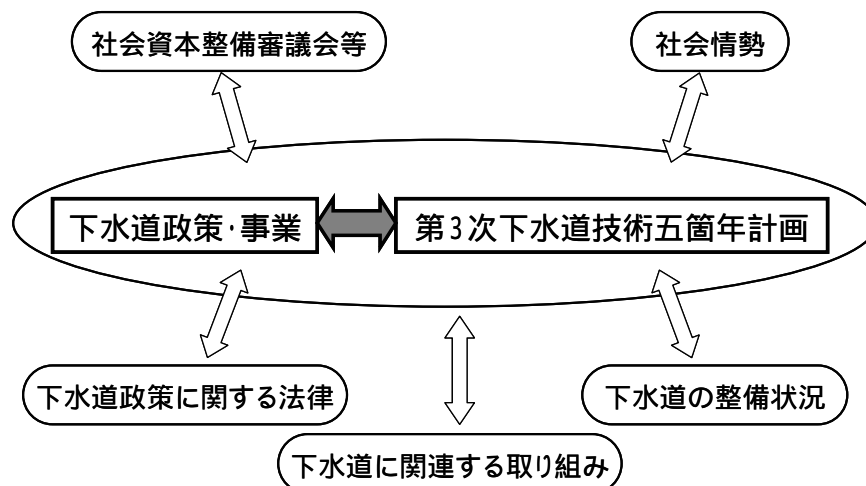 社会資本整備審議会等
社会情勢
下水道政策・事業
第3次下水道技術五箇年計画
下水道政策に関する法律
下水道の整備状況
下水道に関連する取り組み